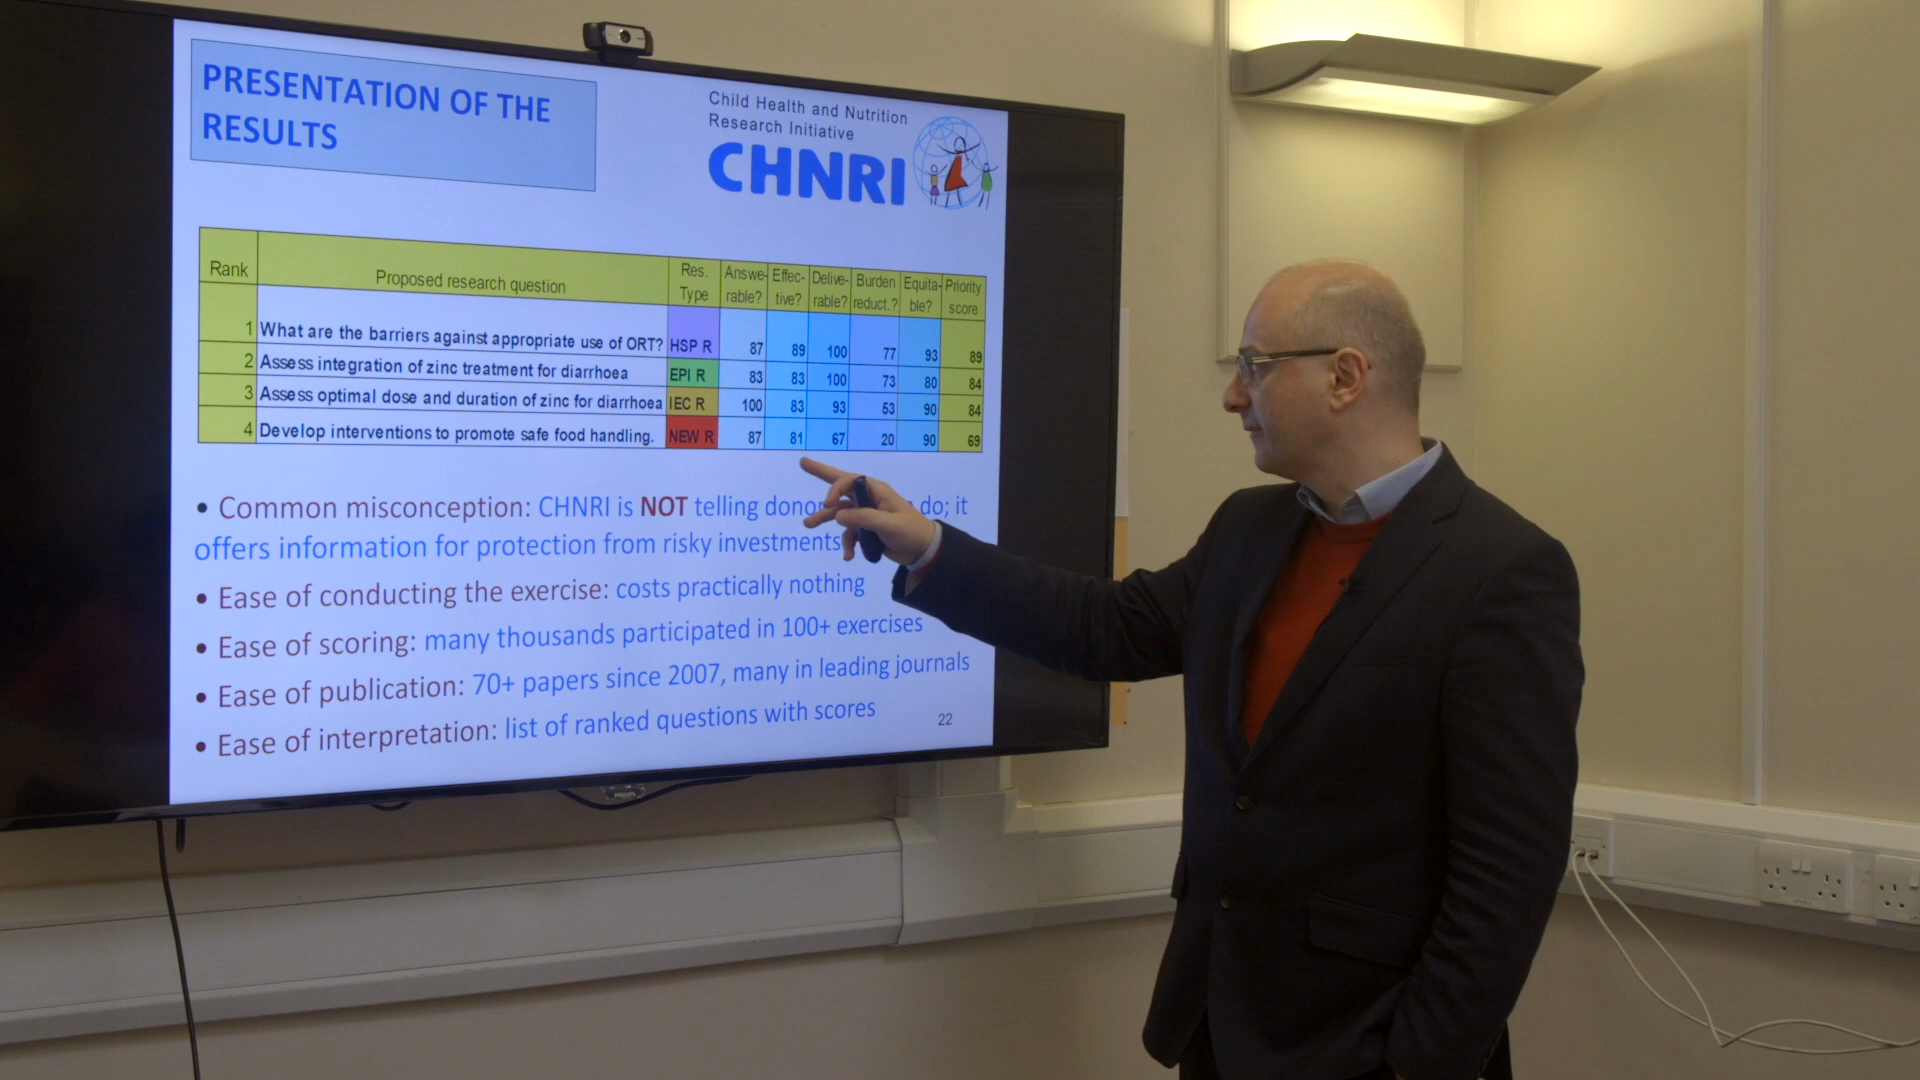 PRESENTATION OF THE
RESULTS
Child Health and Nutrition
Research Initiative
CHNRI
Rank Proposed research question Res. Type Answe-rable? Effec-tive? Delive-rable? Burden reduct.? Equita-ble? Priority score
1 What are the barriers against appropriate use of ORT? HSP R 87 89 100 77 93 89
2 Assess integration of zinc treatment for diarrhoea EPI R 83 83 100 73 80 84
3 Assess optimal dose and duration of zinc for diarrhoea IEC R 100 83 93 53 90 84
4 Develop interventions to promote safe food handling. NEW R 87 81 67 20 90 69
• Common misconception: CHNRI is NOT telling do; it
offers information for protection from risky investments
• Ease of conducting the exercise: costs practically nothing
• Ease of scoring: many thousands participated in 100+ exercises
• Ease of publication: 70+ papers since 2007, many in leading journals
• Ease of interpretation: list of ranked questions with scores
22